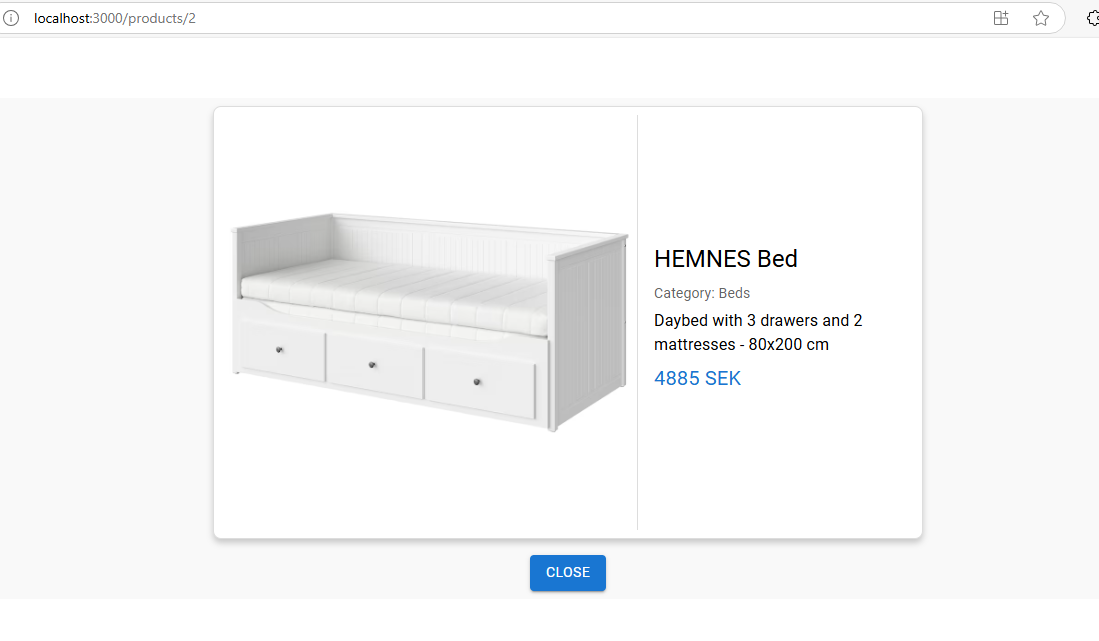 localhost:3000/products/2
HEMNES Bed
Category: Beds
Daybed with 3 drawers and 2
mattresses - 80x200 cm
4885 SEK
CLOSE